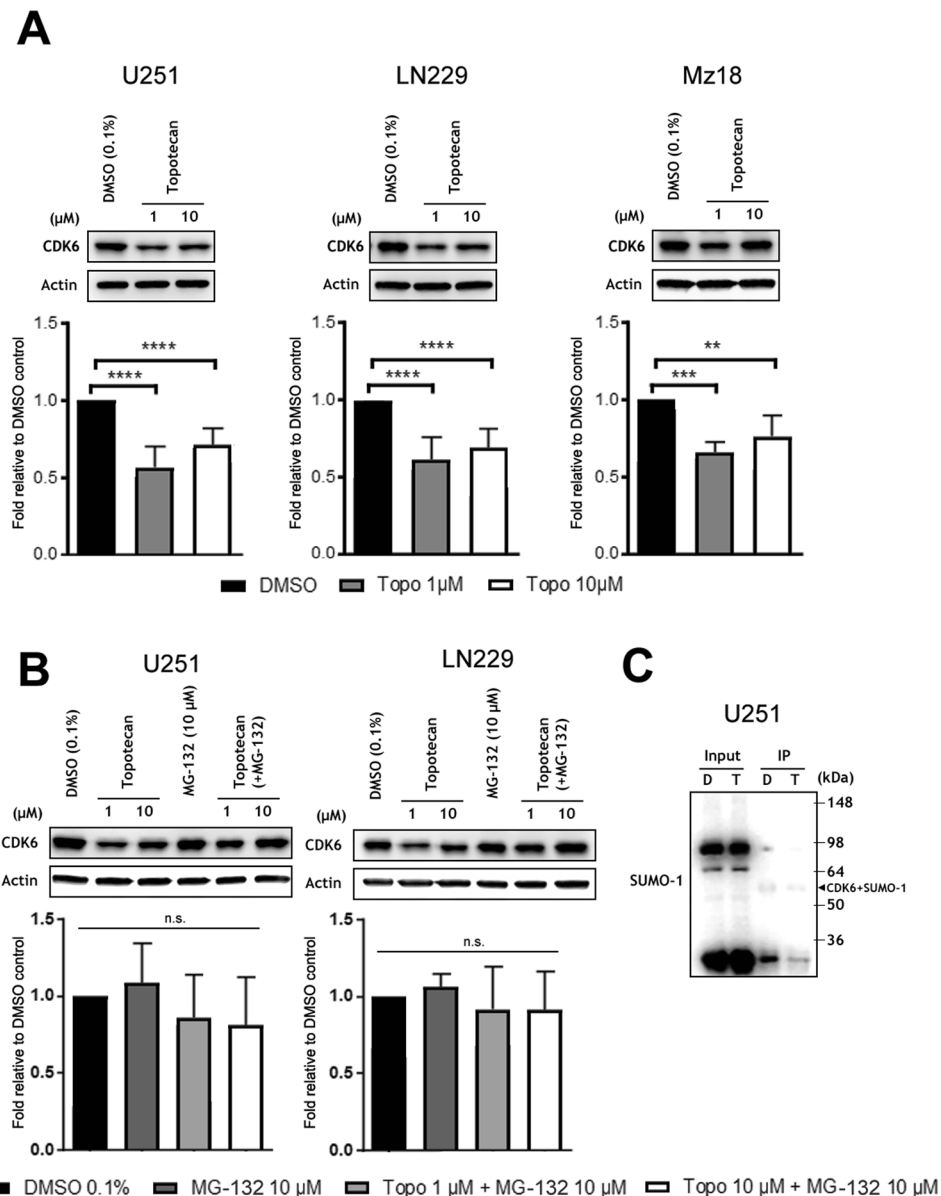 A
U251
LN229
Mz18
DMSO (0.1%)
Topotecan
(µM)
1 10
CDK6
Actin
DMSO (0.1%)
Topotecan
(µM)
1 10
CDK6
Actin
DMSO (0.1%)
Topotecan
(µM)
1 10
CDK6
Actin
Fold relative to DMSO control
1.5
1.0
0.5
0.0
****
****
Fold relative to DMSO control
1.5
1.0
0.5
0.0
****
****
Fold relative to DMSO control
1.5
1.0
0.5
0.0
**
***
DMSO Topo 1µM Topo 10µM
B
U251
DMSO (0.1%)
Topotecan
MG-132 (10 µM)
Topotecan
(+MG-132)
(µM)
1 10 1 10
CDK6
Actin
Fold relative to DMSO control
1.5
1.0
0.5
0.0
n.s.
LN229
DMSO (0.1%)
Topotecan
MG-132 (10 µM)
Topotecan
(+MG-132)
(µM)
1 10 1 10
CDK6
Actin
Fold relative to DMSO control
1.5
1.0
0.5
0.0
n.s.
DMSO 0.1% MG-132 10 µM Topo 1 µM + MG-132 10 µM Topo 10 µM + MG-132 10 µM
C
U251
Input IP
D T D T (kDa)
148
98
64
SUMO-1
CDK6+SUMO-1
50
36